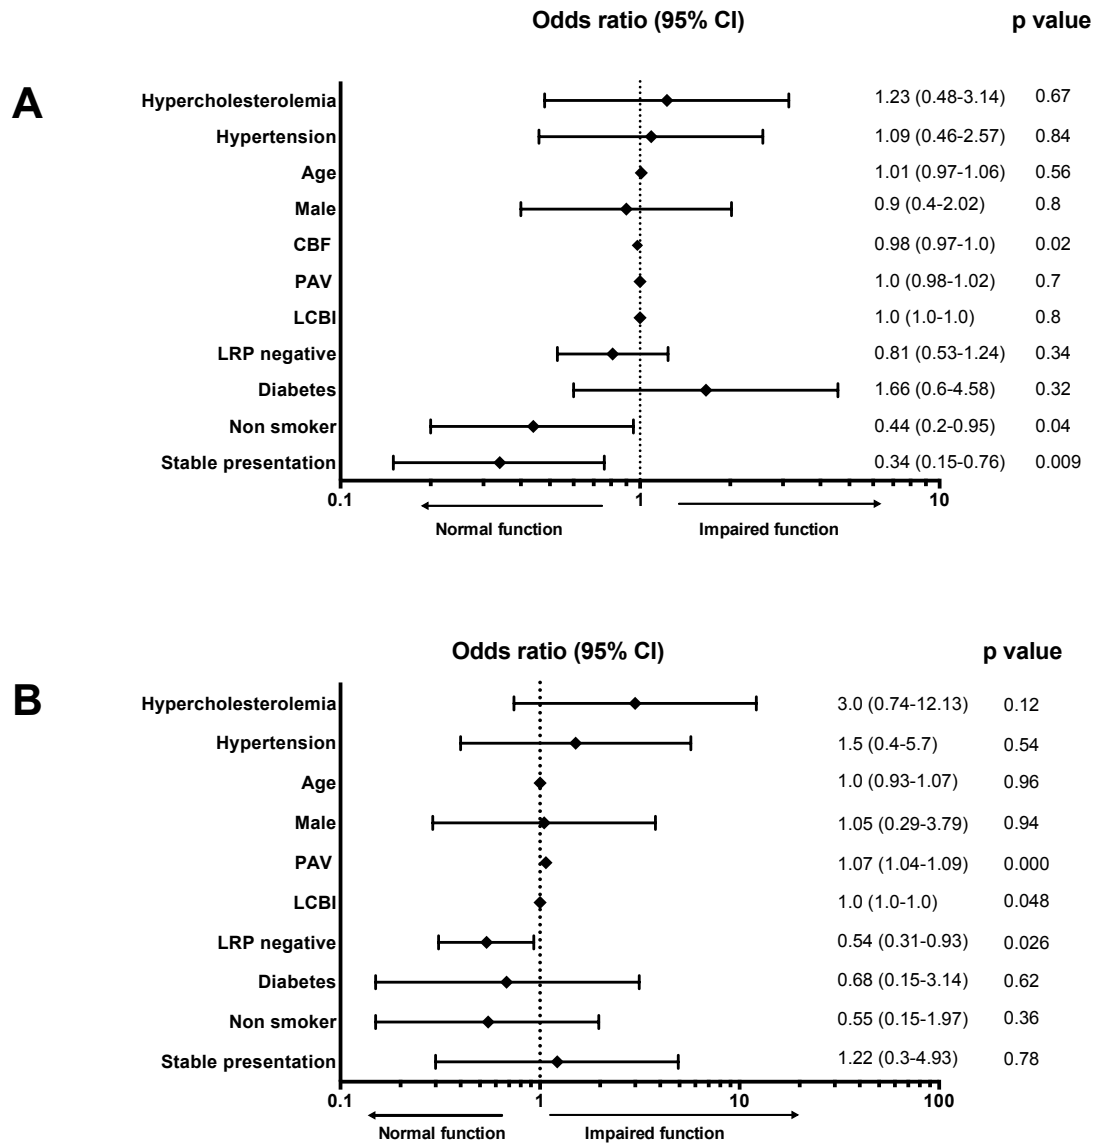 Odds ratio (95% CI) p value
A
Hypercholesterolemia 1.23 (0.48-3.14) 0.67
Hypertension 1.09 (0.46-2.57) 0.84
Age 1.01 (0.97-1.06) 0.56
Male 0.9 (0.4-2.02) 0.8
CBF 0.98 (0.97-1.0) 0.02
PAV 1.0 (0.98-1.02) 0.7
LCBI 1.0 (1.0-1.0) 0.8
LRP negative 0.81 (0.53-1.24) 0.34
Diabetes 1.66 (0.6-4.58) 0.32
Non smoker 0.44 (0.2-0.95) 0.04
Stable presentation 0.34 (0.15-0.76) 0.009
0.1 1 10
Normal function Impaired function
Odds ratio (95% CI) p value
B
Hypercholesterolemia 3.0 (0.74-12.13) 0.12
Hypertension 1.5 (0.4-5.7) 0.54
Age 1.0 (0.93-1.07) 0.96
Male 1.05 (0.29-3.79) 0.94
PAV 1.07 (1.04-1.09) 0.000
LCBI 1.0 (1.0-1.0) 0.048
LRP negative 0.54 (0.31-0.93) 0.026
Diabetes 0.68 (0.15-3.14) 0.62
Non smoker 0.55 (0.15-1.97) 0.36
Stable presentation 1.22 (0.3-4.93) 0.78
0.1 1 10 100
Normal function Impaired function